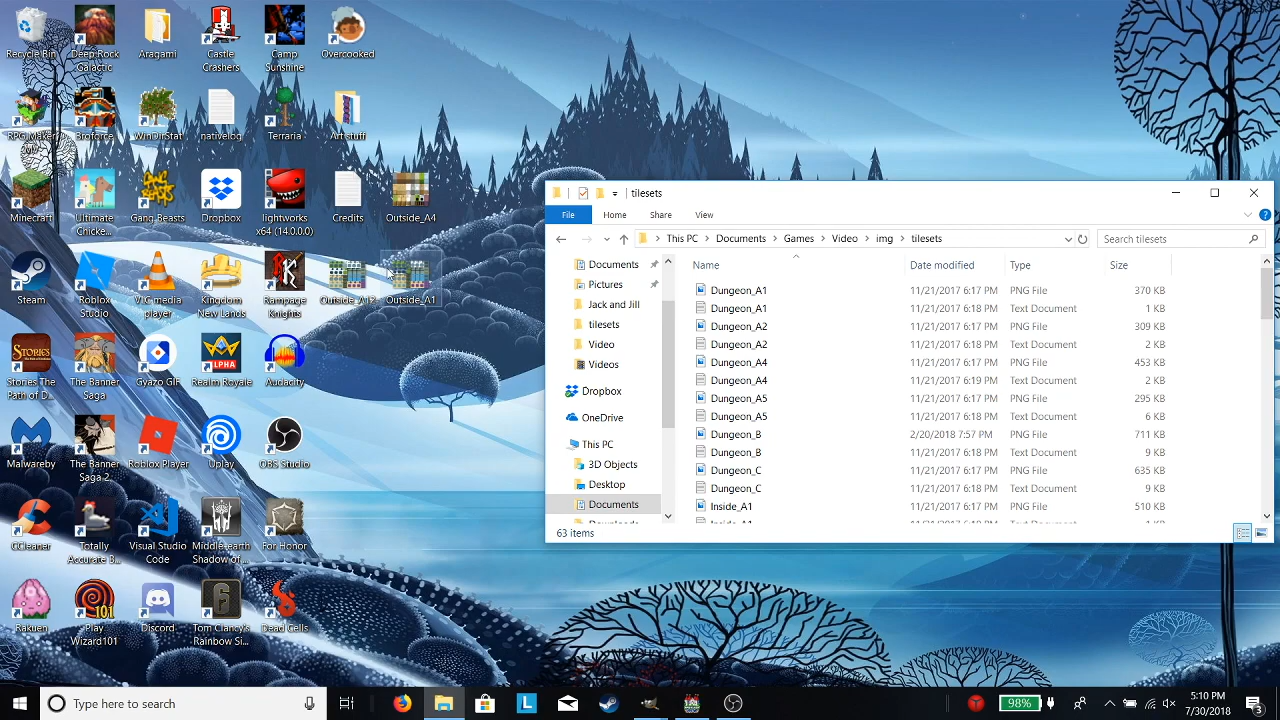 Recycle Bin
Deep Rock
Galactic
Aragami
Castle
Crashers
Camp
Sunshine
Overcooked
RPG Maker
Broforce
WinDirStat
nativelog
Terraria
Art stuff
Minecraft
Ultimate
Chicke...
Gang Beasts
Dropbox
lightworks
x64 (14.0.0.0)
Credits
Outside_A4
Steam
Roblox
Studio
VLC media
player
Kingdom
New Lands
Rampage
Knights
Outside_A12
Outside_A1
Stories The
Path of D...
The Banner
Saga
Gyazo GIF
Realm Royale
Audacity
Malwareby
The Banner
Saga 2
Roblox Player
Uplay
OBS Studio
CCleaner
Totally
Accurate B...
Visual Studio
Code
Middle-earth
Shadow of...
For Honor
Rakuen
Play
Wizard101
Discord
Tom Clancy's
Rainbow Si...
Dead Cells
tilesets
File Home Share View
This PC > Documents > Games > Video > img > tilesets
Search tilesets
Documents
Pictures
Jack and Jill
tilesets
Video
Videos
Dropbox
OneDrive
This PC
3D Objects
Desktop
Documents
Downloads
Name Date modified Type Size
Dungeon_A1 11/21/2017 6:17 PM PNG File 370 KB
Dungeon_A1 11/21/2017 6:18 PM Text Document 1 KB
Dungeon_A2 11/21/2017 6:17 PM PNG File 309 KB
Dungeon_A2 11/21/2017 6:18 PM Text Document 2 KB
Dungeon_A4 11/21/2017 6:17 PM PNG File 453 KB
Dungeon_A4 11/21/2017 6:19 PM Text Document 2 KB
Dungeon_A5 11/21/2017 6:17 PM PNG File 295 KB
Dungeon_A5 11/21/2017 6:18 PM Text Document 6 KB
Dungeon_B 2/20/2018 7:57 PM PNG File 711 KB
Dungeon_B 11/21/2017 6:18 PM Text Document 9 KB
Dungeon_C 11/21/2017 6:17 PM PNG File 635 KB
Dungeon_C 11/21/2017 6:18 PM Text Document 9 KB
Inside_A1 11/21/2017 6:17 PM PNG File 510 KB
63 items
Type here to search
98%
5:10 PM
7/30/2018
3